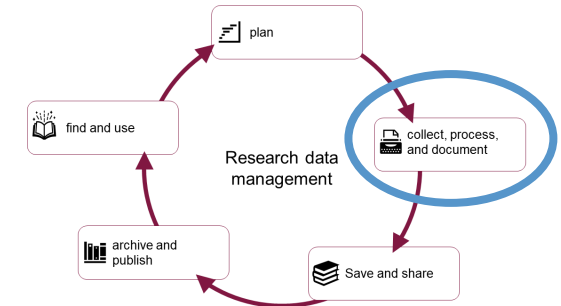 plan
collect, process,
and document
Save and share
archive and
publish
find and use
Research data
management